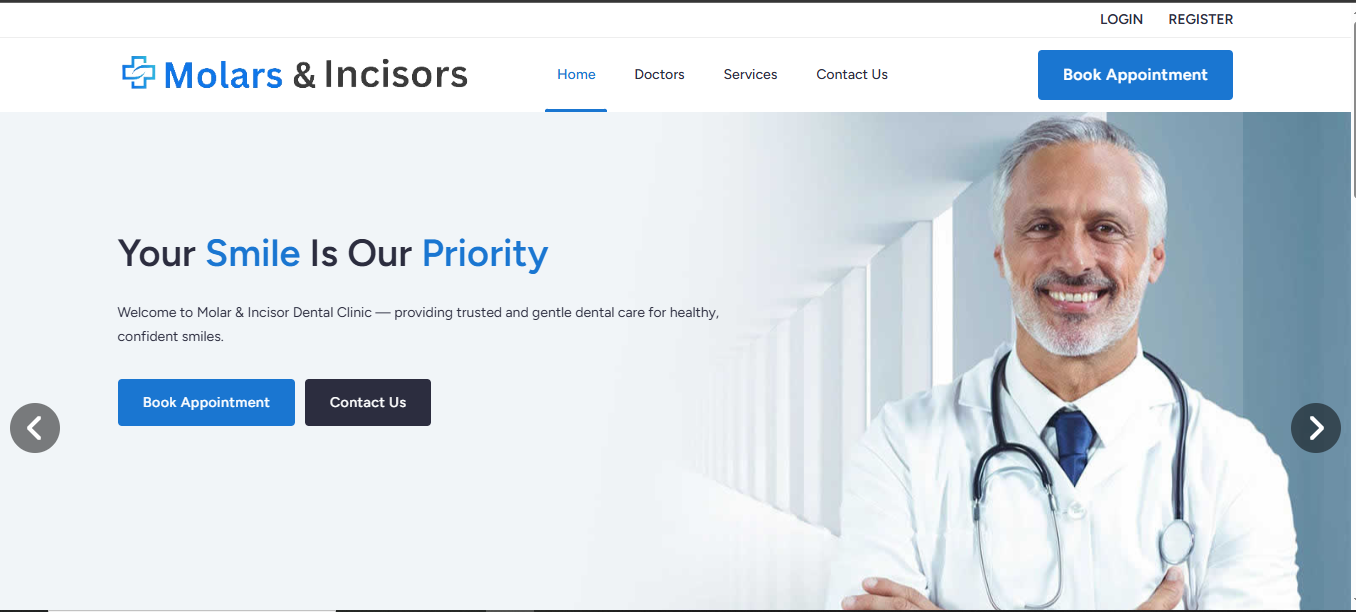 LOGIN REGISTER
Molars & Incisors Home Doctors Services Contact Us Book Appointment
Your Smile Is Our Priority
Welcome to Molar & Incisor Dental Clinic — providing trusted and gentle dental care for healthy,
confident smiles.
Book Appointment Contact Us